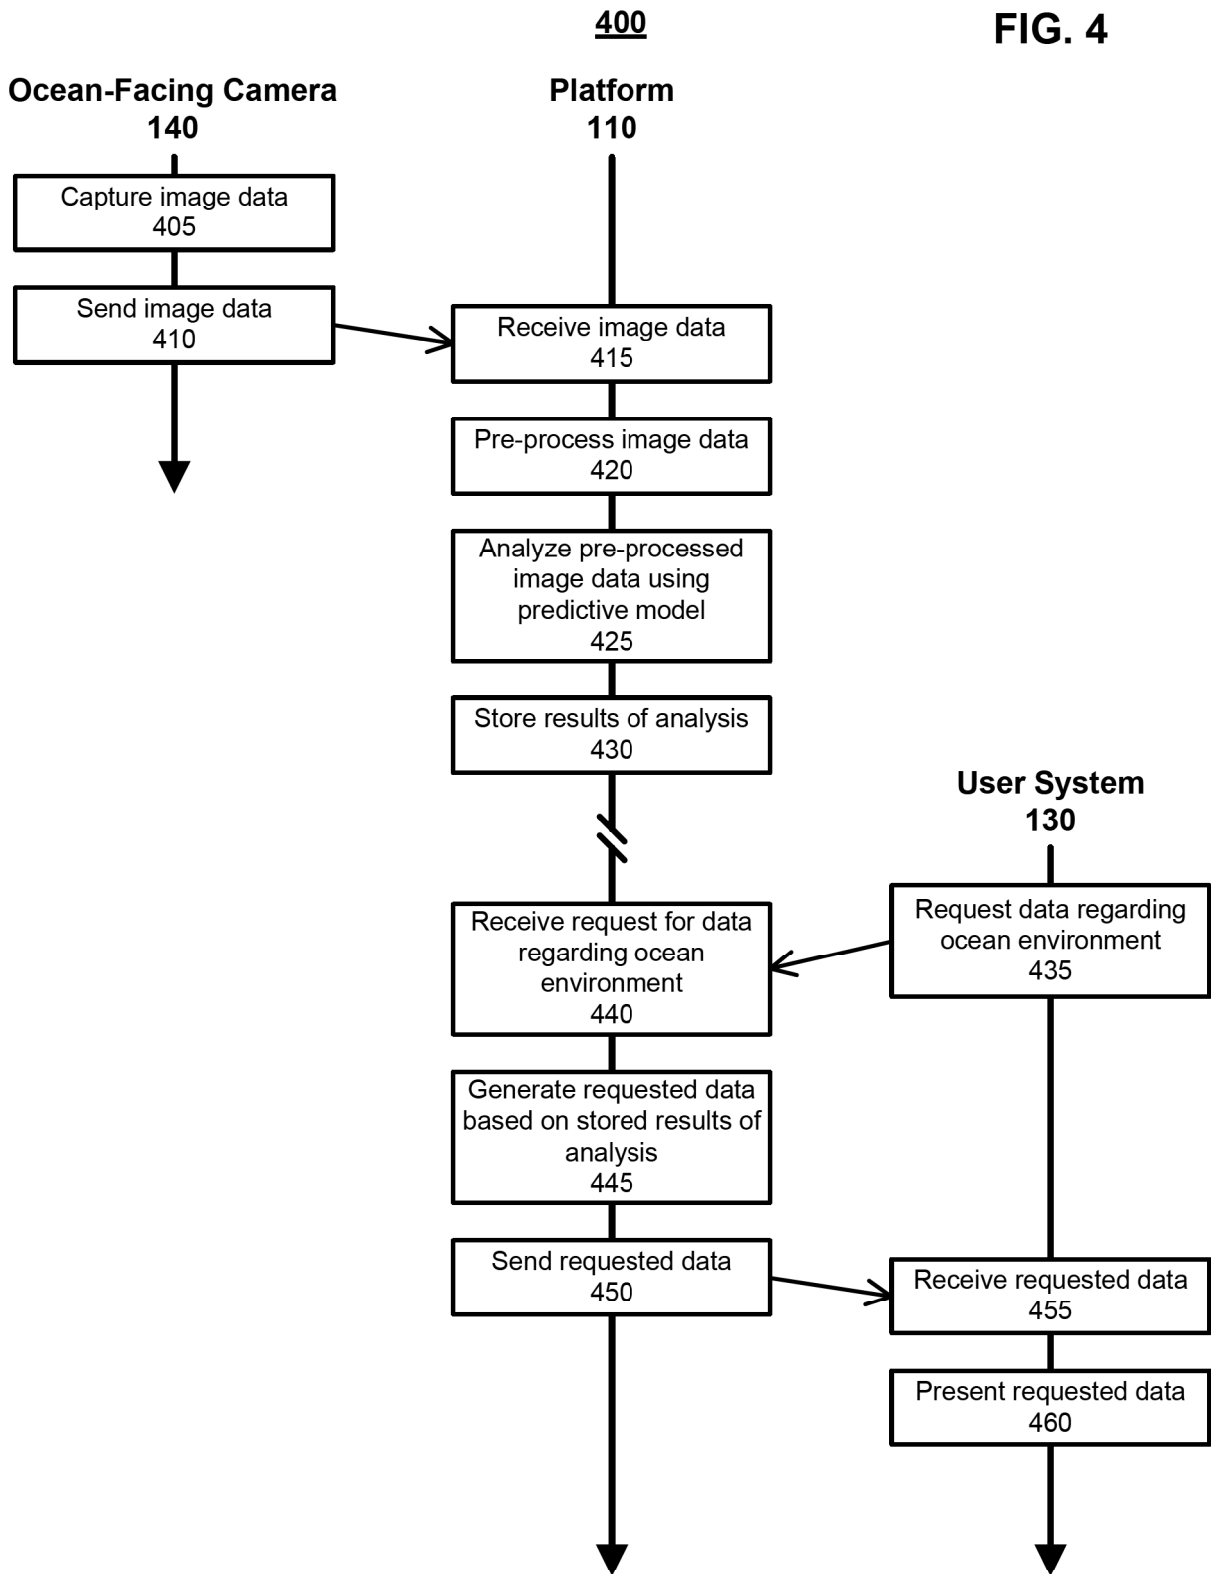 400
FIG. 4
Ocean-Facing Camera
140
Platform
110
Capture image data
405
Send image data
410
Receive image data
415
Pre-process image data
420
Analyze pre-processed
image data using
predictive model
425
Store results of analysis
430
User System
130
Request data regarding
ocean environment
435
Receive request for data
regarding ocean
environment
440
Generate requested data
based on stored results of
analysis
445
Send requested data
450
Receive requested data
455
Present requested data
460